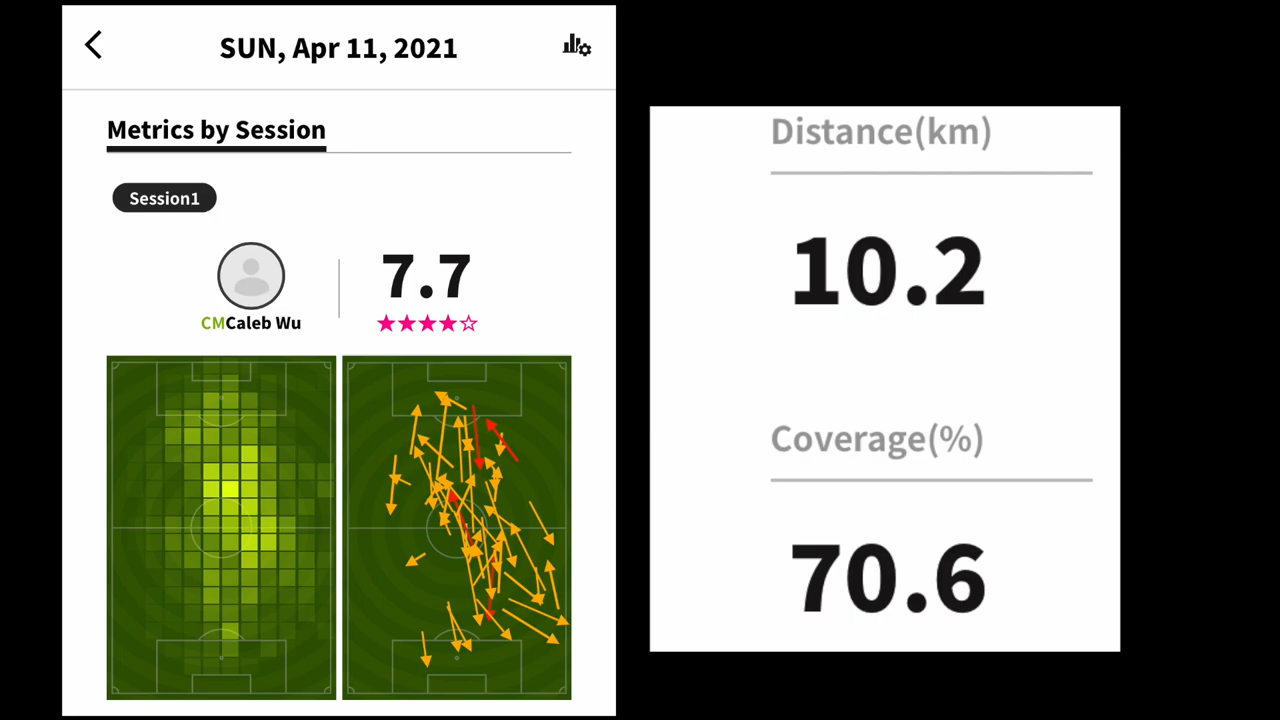 SUN, Apr 11, 2021
Metrics by Session
Session1
7.7
CMCaleb Wu
Distance(km)
10.2
Coverage(%)
70.6